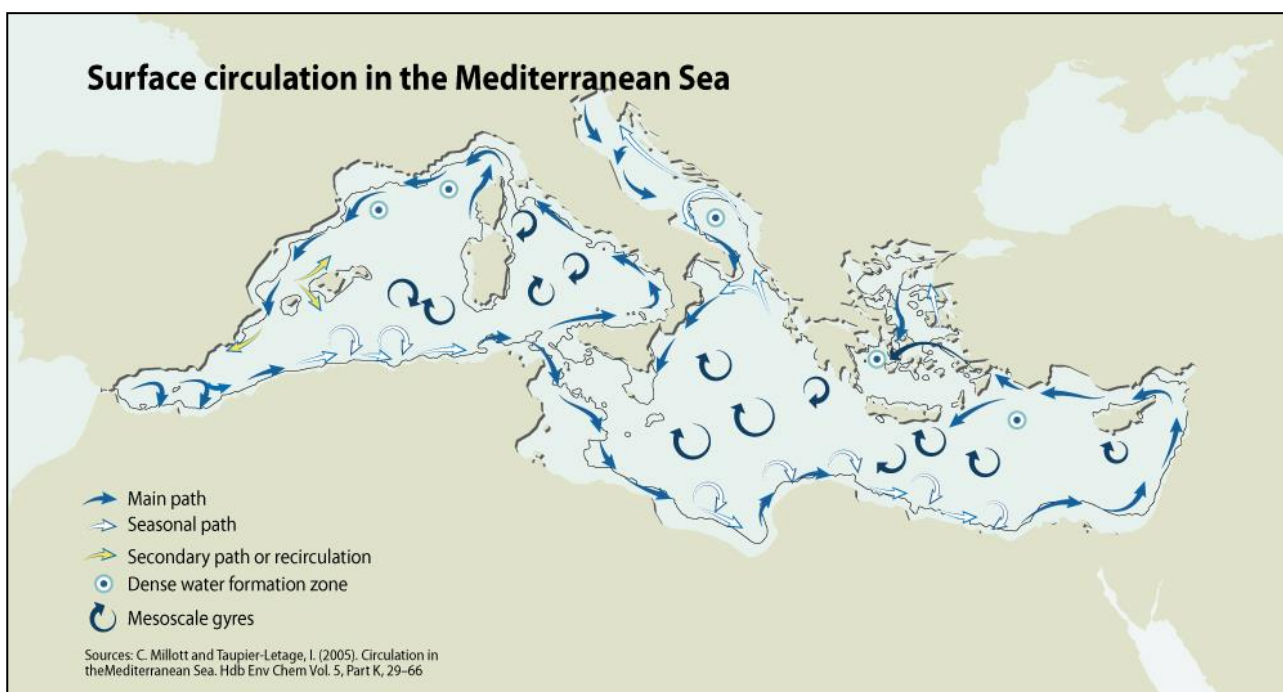 Surface circulation in the Mediterranean Sea
Main path
Seasonal path
Secondary path or recirculation
Dense water formation zone
Mesoscale gyres
Sources: C. Millott and Taupier-Letage, I. (2005). Circulation in
theMediterranean Sea. Hdb Env Chem Vol. 5, Part K, 29–66